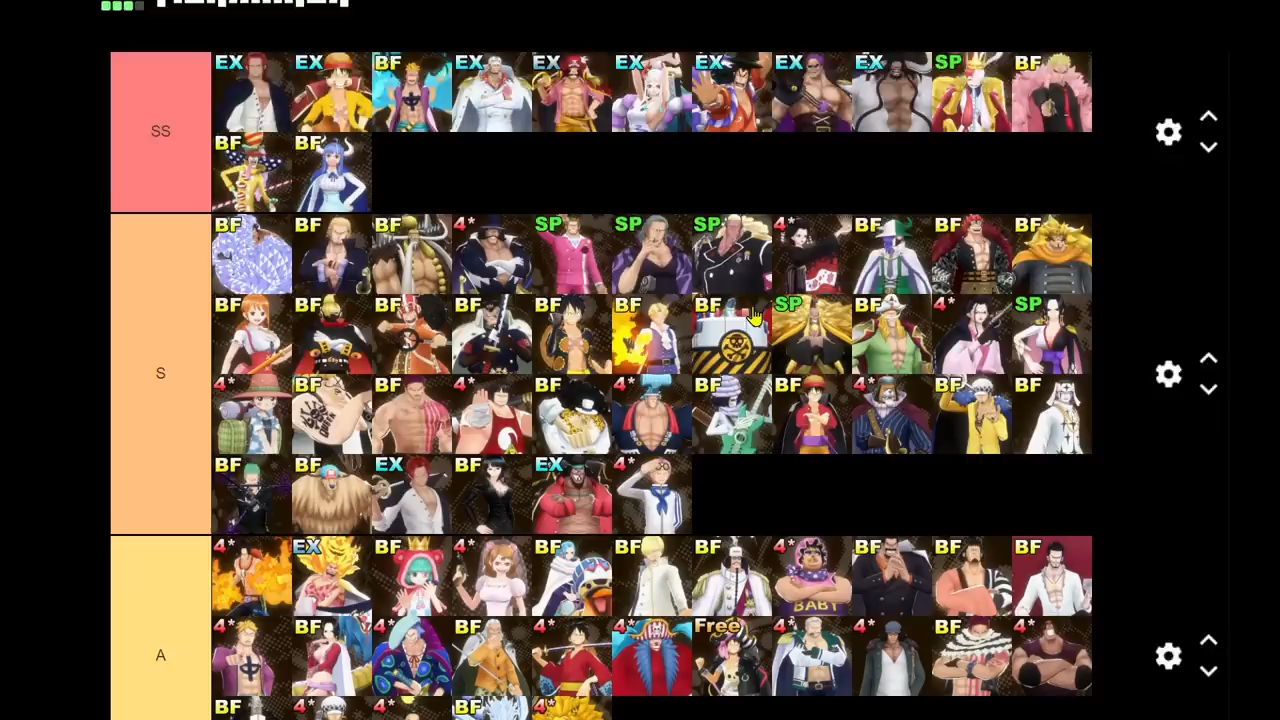 SS
EX EX BF EX EX EX EX EX EX SP BF
BF BF
S
BF BF BF 4* SP SP SP 4* BF BF BF
BF BF BF BF BF BF BF SP BF 4* SP
4* BF BF 4* BF 4* BF BF 4* BF BF
BF BF EX BF EX 4*
A
4* EX BF 4* BF BF BF 4* BF BF BF
BABY
4* BF 4* BF 4* 4* Free 4* 4* BF 4*
BF 4* 4* BF 4*